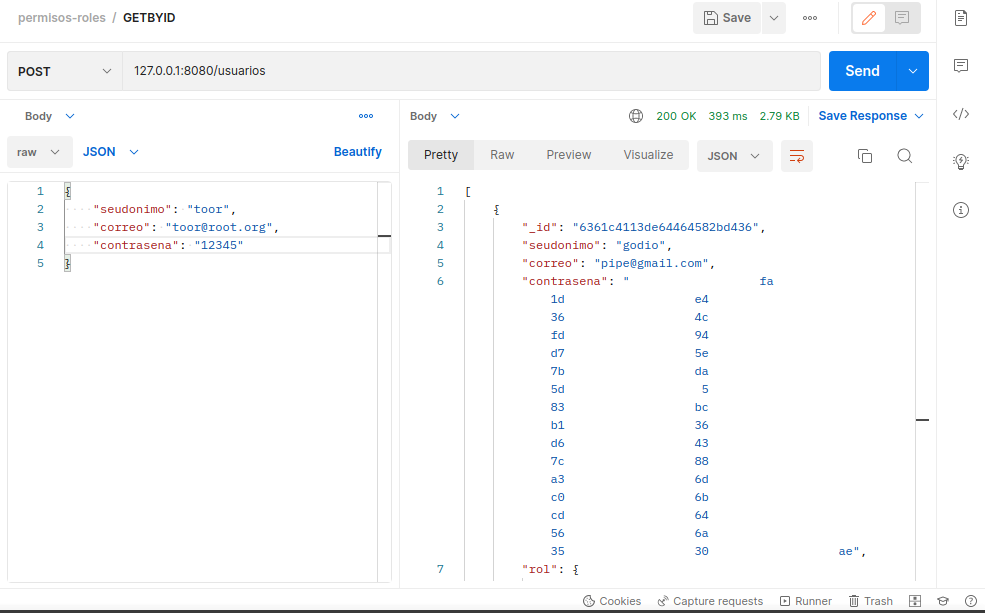 permisos-roles / GETBYID
Save
POST
127.0.0.1:8080/usuarios
Send
Body
raw
JSON
Beautify
1 {
2 "seudonimo": "toor",
3 "correo": "toor@root.org",
4 "contrasena": "12345"
5 }
Body
200 OK 393 ms 2.79 KB
Save Response
Pretty Raw Preview Visualize
JSON
1 [
2 {
3 "_id": "6361c4113de64464582bd436",
4 "seudonimo": "godio",
5 "correo": "pipe@gmail.com",
6 "contrasena": " fa
1d e4
36 4c
fd 94
d7 5e
7b da
5d 5
83 bc
b1 36
d6 43
7c 88
a3 6d
c0 6b
cd 64
56 6a
35 30 ae",
7 "rol": {
Cookies Capture requests Runner Trash